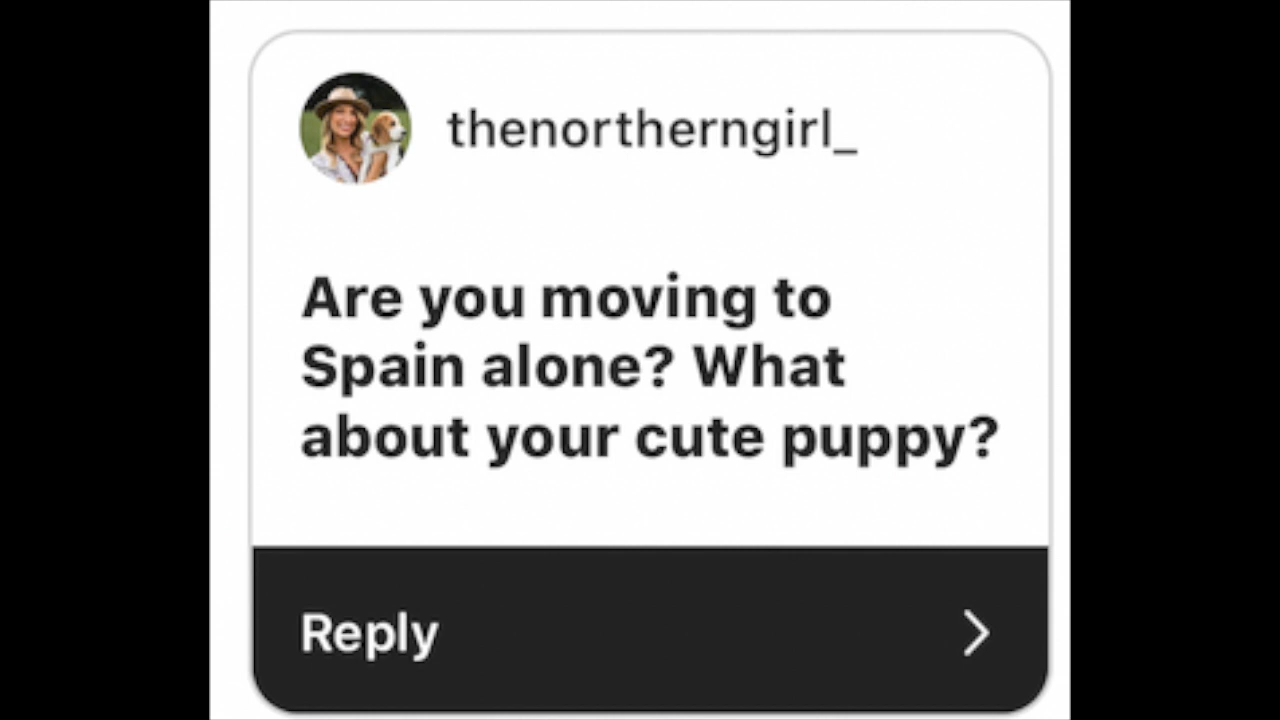 thenortherngirl_
Are you moving to
Spain alone? What
about your cute puppy?
Reply